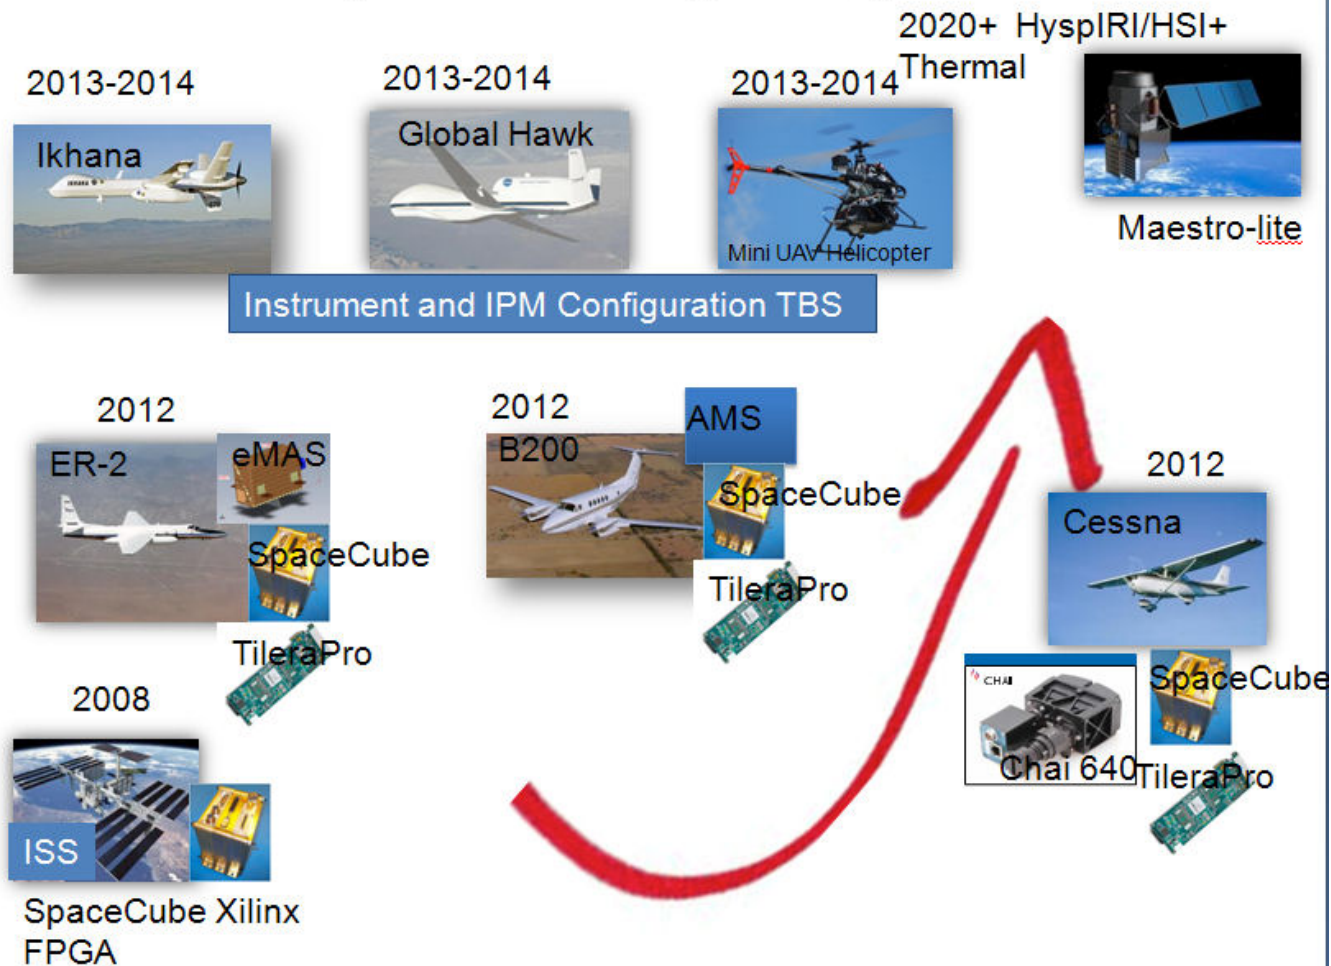 2020+ HyspIRI/HSI+
Thermal
2013-2014
2013-2014
2013-2014
Ikhana
IKHANA
Global Hawk
Mini UAV Helicopter
Maestro-lite
Instrument and IPM Configuration TBS
2012
ER-2
eMAS
SpaceCube
TileraPro
2012
B200
AMS
SpaceCube
TileraPro
2012
Cessna
SpaceCube
CHAI
Chai 640
TileraPro
2008
ISS
SpaceCube Xilinx
FPGA